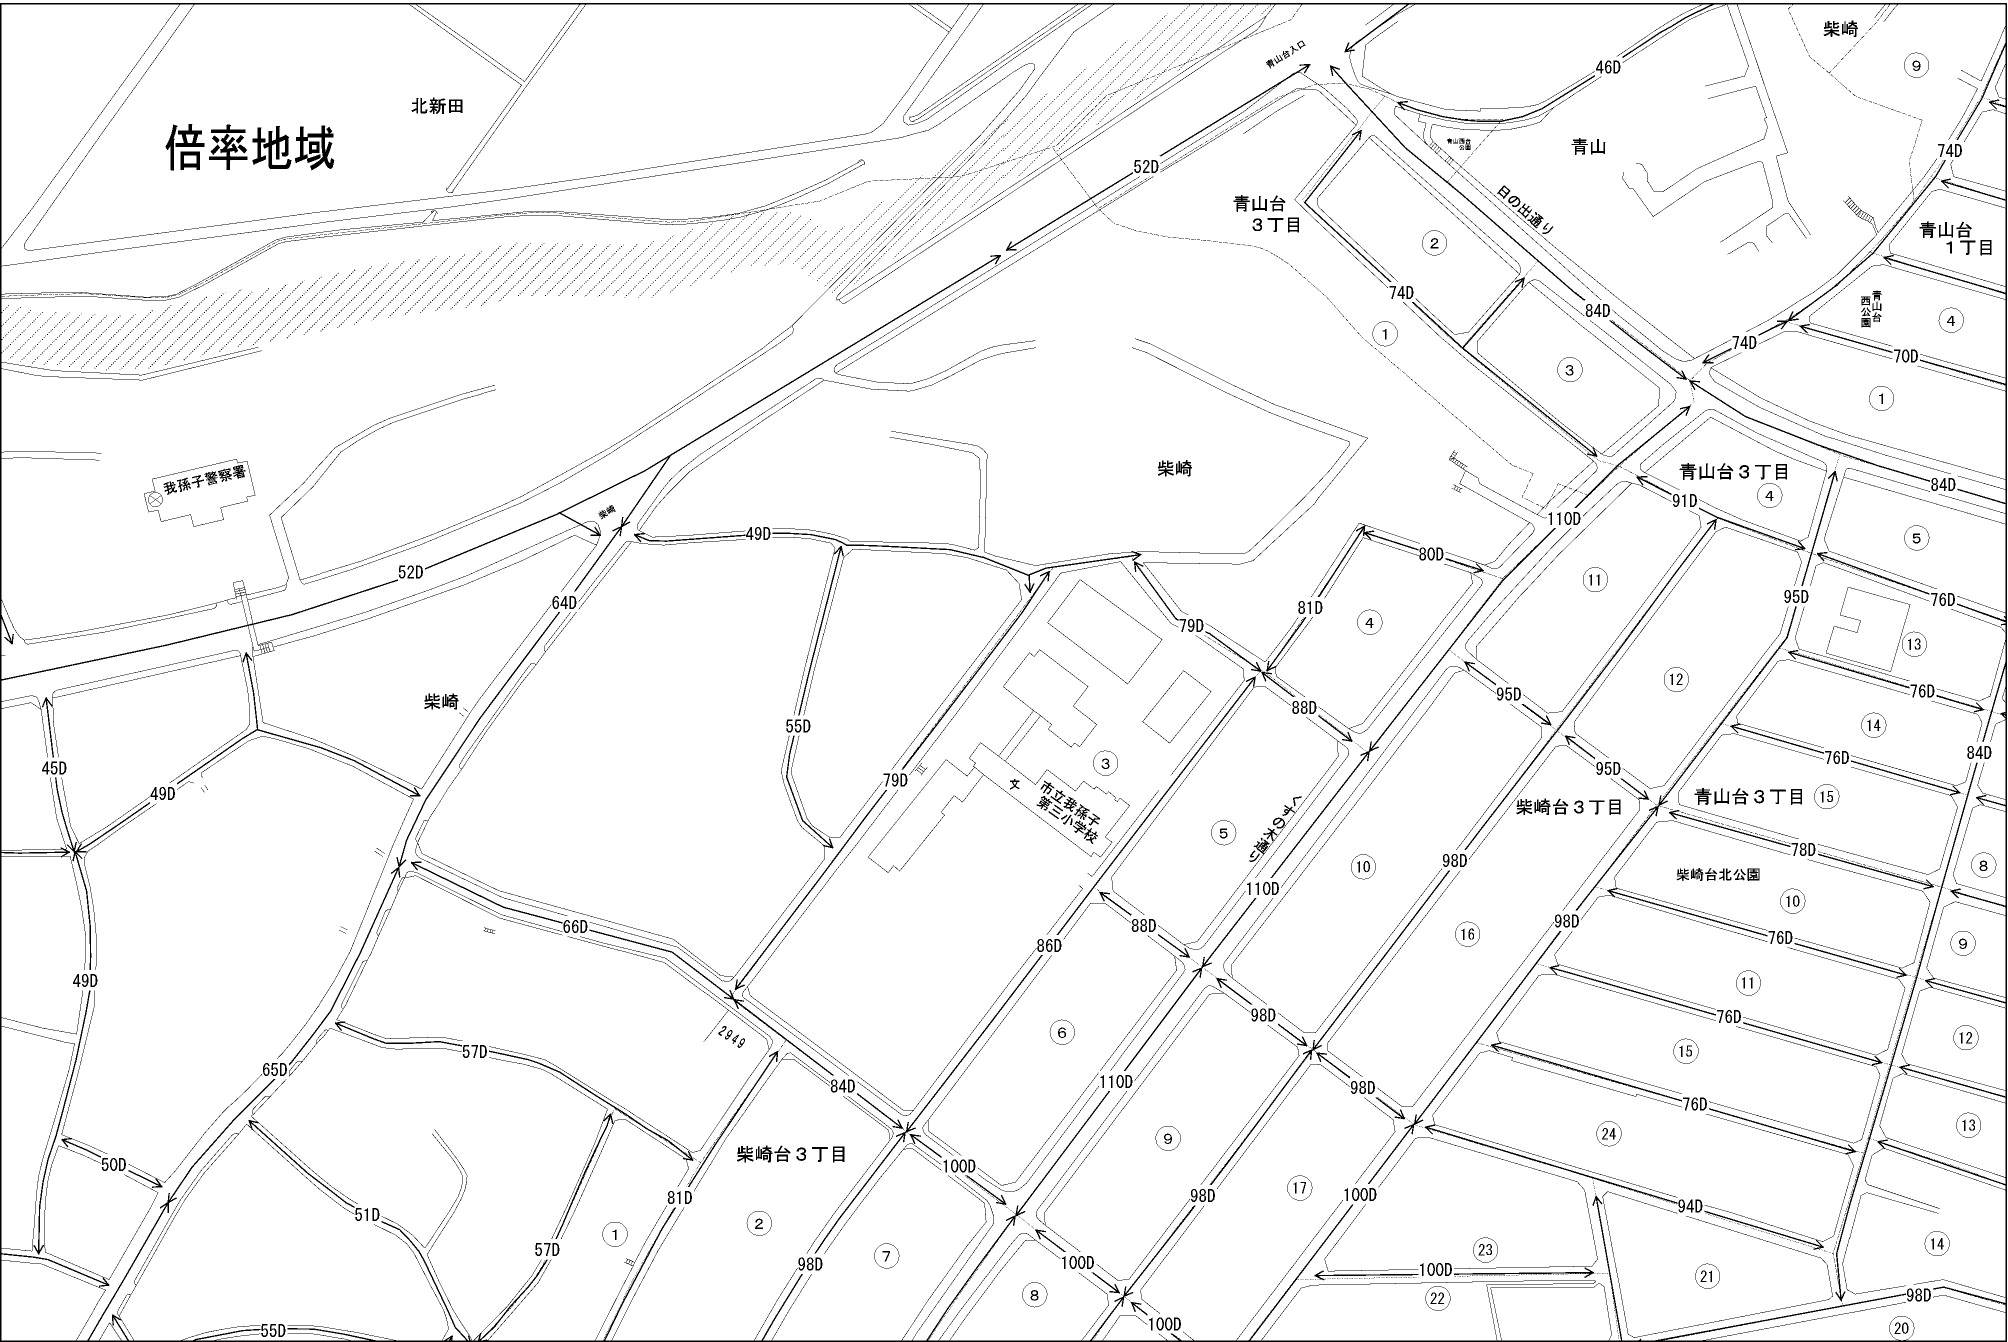 柴崎
⑨
青山台入口
46D
北新田
倍率地域
青山西台
公園
青山
74D
52D
青山台
３丁目
日の出通り
青山台
１丁目
②
74D
84D
①
青山台
西公園
④
74D
70D
③
①
柴崎
青山台３丁目
④
84D
我孫子警察署
91D
柴崎
110D
49D
80D
⑤
52D
⑪
64D
81D
95D
76D
④
79D
⑬
柴崎
⑫
76D
95D
88D
55D
⑭
84D
76D
45D
③
95D
79D
文
49D
市立我孫子
第三小学校
柴崎台３丁目
青山台３丁目
⑮
くすの木通り
⑤
78D
98D
⑩
⑧
柴崎台北公園
110D
⑩
66D
88D
⑯
98D
76D
86D
⑨
49D
⑪
98D
76D
2949
⑥
⑫
57D
⑮
65D
84D
110D
98D
76D
⑬
⑨
㉔
柴崎台３丁目
50D
100D
81D
⑰
98D
100D
94D
51D
①
②
57D
⑦
㉓
⑭
98D
100D
100D
㉑
⑧
㉒
98D
55D
100D
⑳